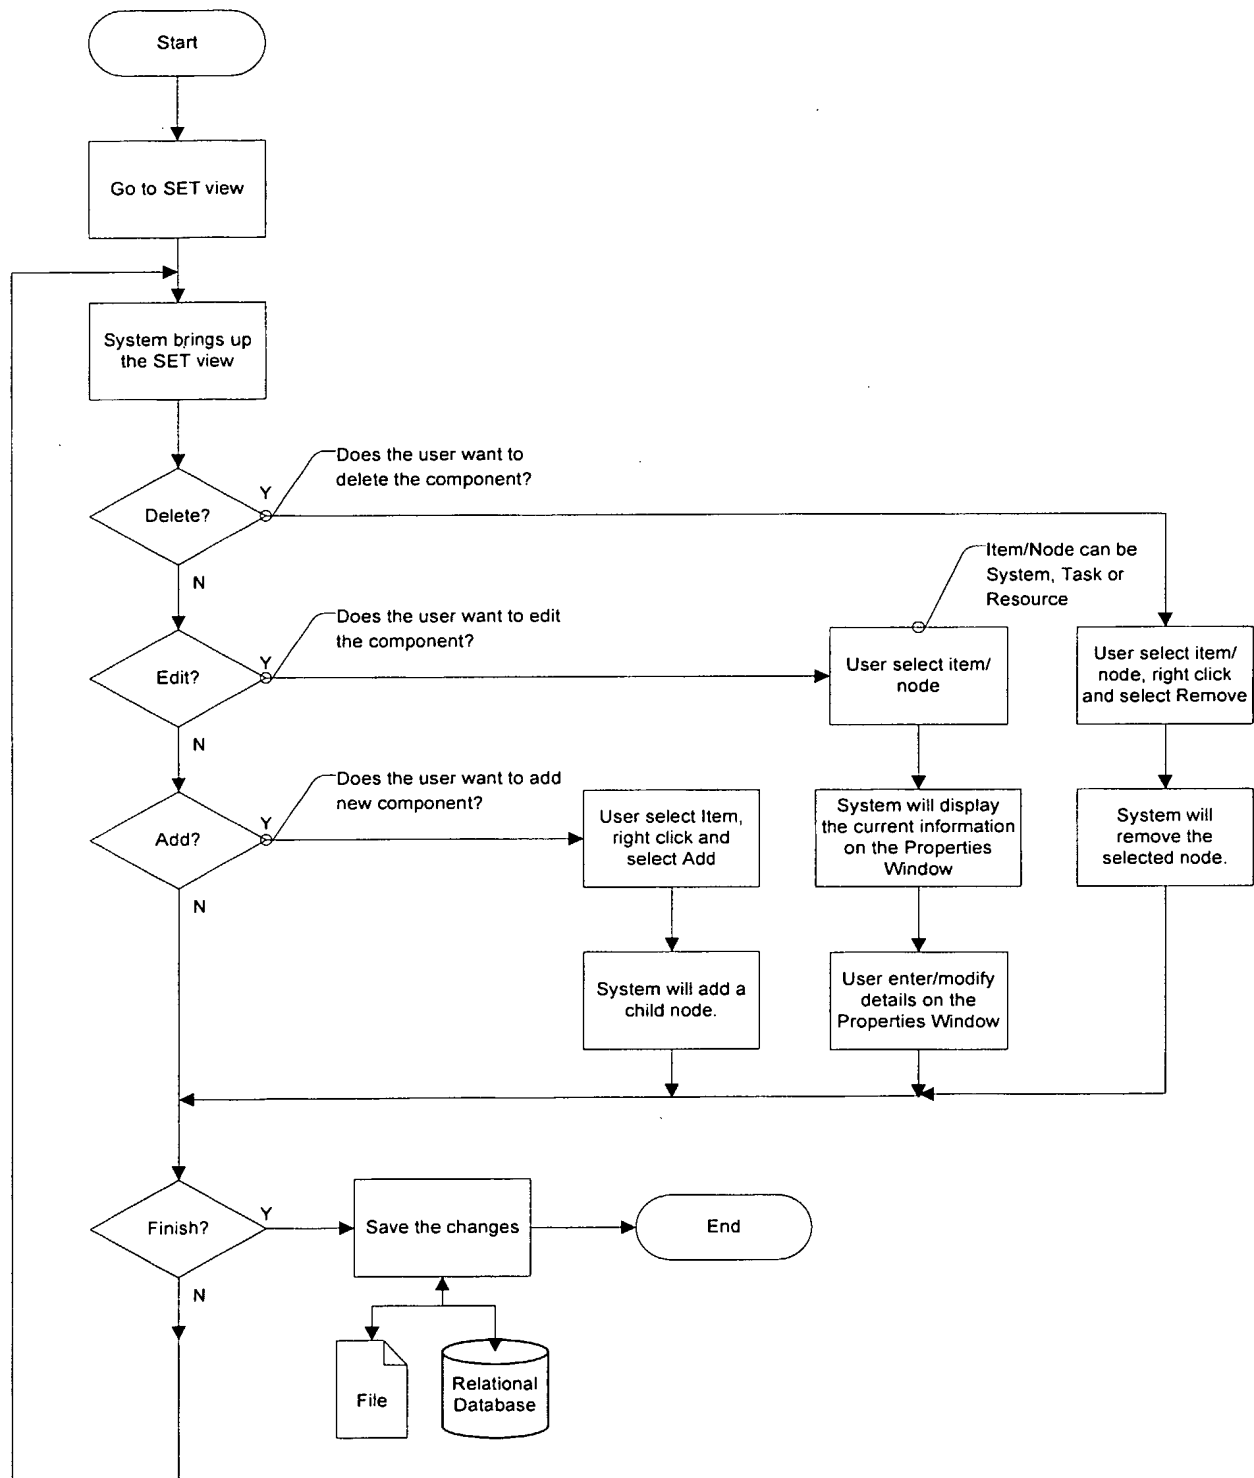 Start
Go to SET view
System brings up
the SET view
Does the user want to
delete the component?
Y
Delete?
N
Item/Node can be
System, Task or
Resource
Does the user want to edit
the component?
Y
Edit?
User select item/
node
User select item/
node, right click
and select Remove
N
Does the user want to add
new component?
Y
Add?
User select Item,
right click and
select Add
System will display
the current information
on the Properties
Window
System will
remove the
selected node.
N
System will add a
child node.
User enter/modify
details on the
Properties Window
Finish?
Y
Save the changes
End
N
File
Relational
Database